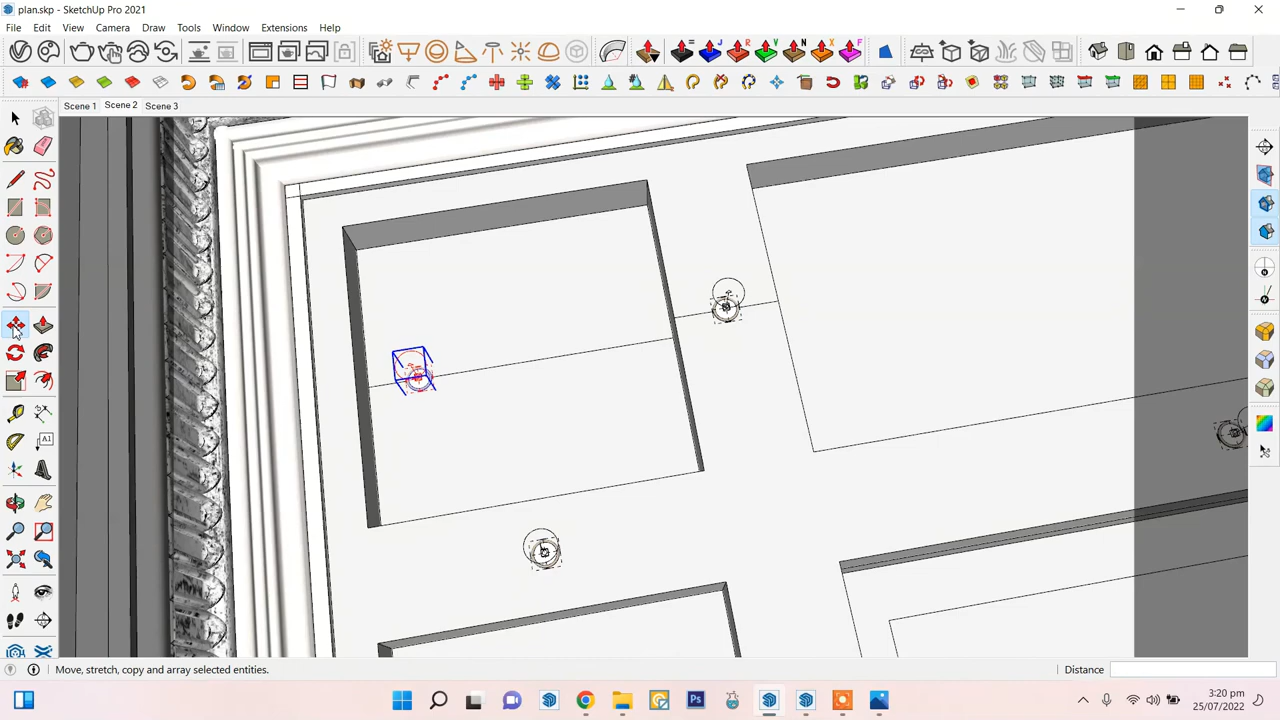 plan.skp - SketchUp Pro 2021
File Edit View Camera Draw Tools Window Extensions Help
Scene 1 Scene 2 Scene 3
Move, stretch, copy and array selected entities.
Distance
3:20 pm
25/07/2022